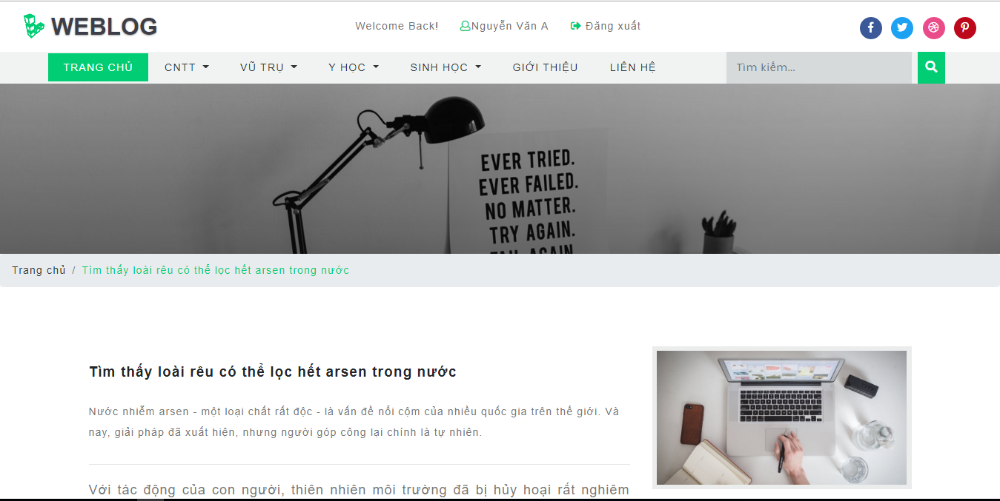 WEBLOG
Welcome Back! Nguyễn Văn A Đăng xuất
TRANG CHỦ CNTT VŨ TRỤ Y HỌC SINH HỌC GIỚI THIỆU LIÊN HỆ Tìm kiếm...
EVER TRIED.
EVER FAILED.
NO MATTER.
TRY AGAIN.
FAIL AGAIN
Trang chủ / Tìm thấy loài rêu có thể lọc hết arsen trong nước
Tìm thấy loài rêu có thể lọc hết arsen trong nước
Nước nhiễm arsen - một loại chất rất độc - là vấn đề nổi cộm của nhiều quốc gia trên thế giới. Và
nay, giải pháp đã xuất hiện, nhưng người góp công lại chính là tự nhiên.
Với tác động của con người, thiên nhiên môi trường đã bị hủy hoại rất nghiêm